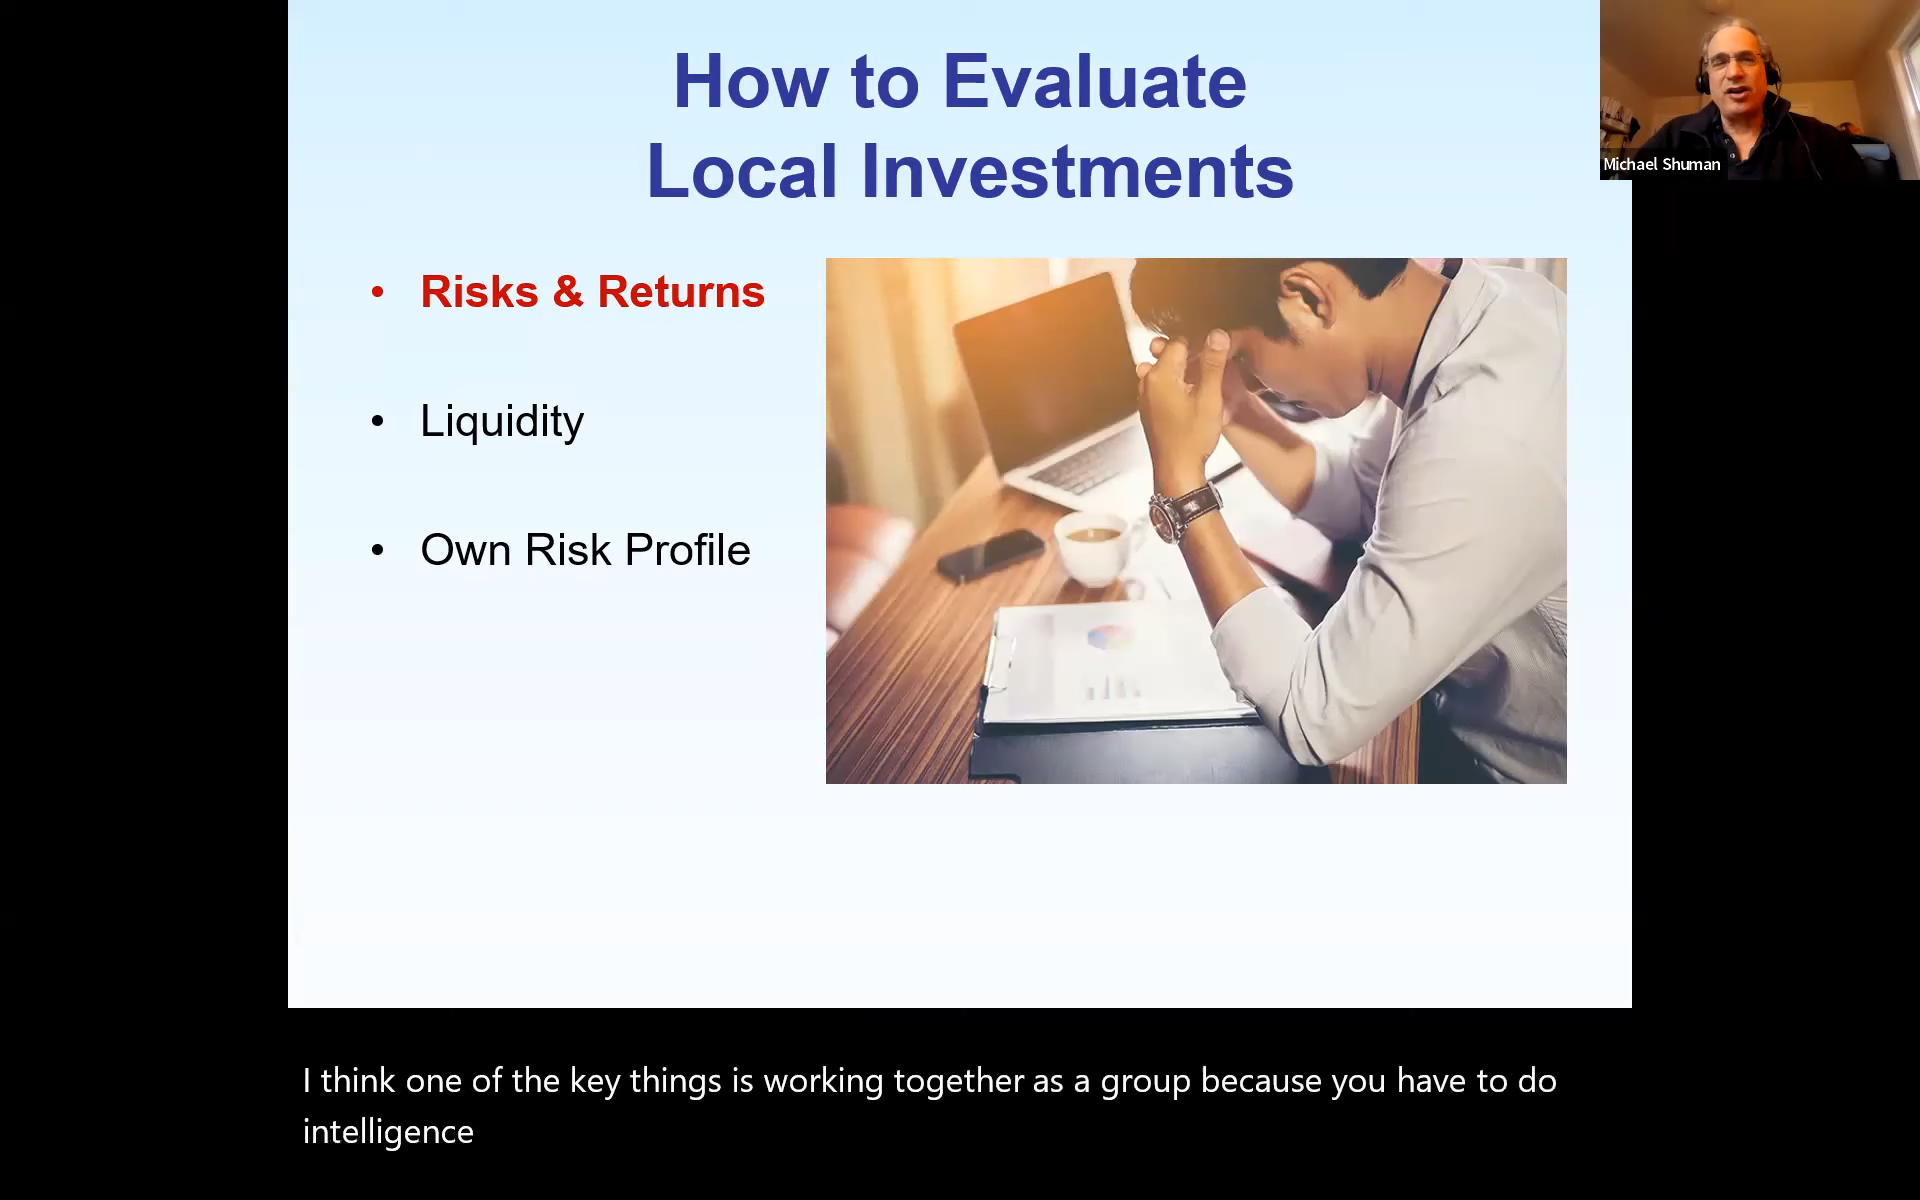 How to Evaluate
Local Investments
• Risks & Returns
• Liquidity
• Own Risk Profile
Michael Shuman
I think one of the key things is working together as a group because you have to do
intelligence